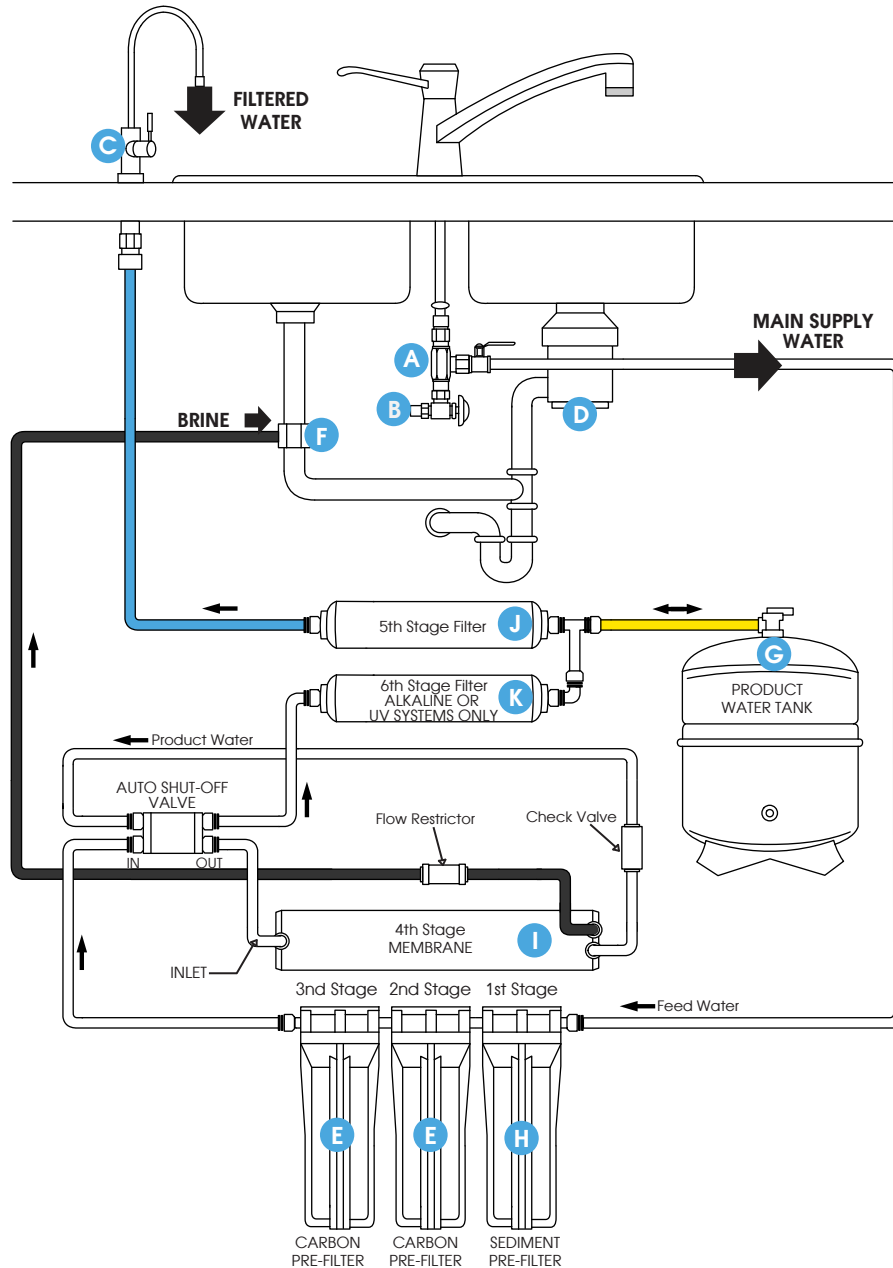 FILTERED
WATER
C
MAIN SUPPLY
WATER
A
B
D
BRINE
F
5th Stage Filter
J
G
6th Stage Filter
ALKALINE OR
UV SYSTEMS ONLY
K
PRODUCT
WATER TANK
Product Water
AUTO SHUT-OFF
VALVE
Flow Restrictor
Check Valve
IN
OUT
4th Stage
MEMBRANE
I
INLET
3nd Stage
2nd Stage
1st Stage
Feed Water
E
E
H
CARBON
PRE-FILTER
CARBON
PRE-FILTER
SEDIMENT
PRE-FILTER